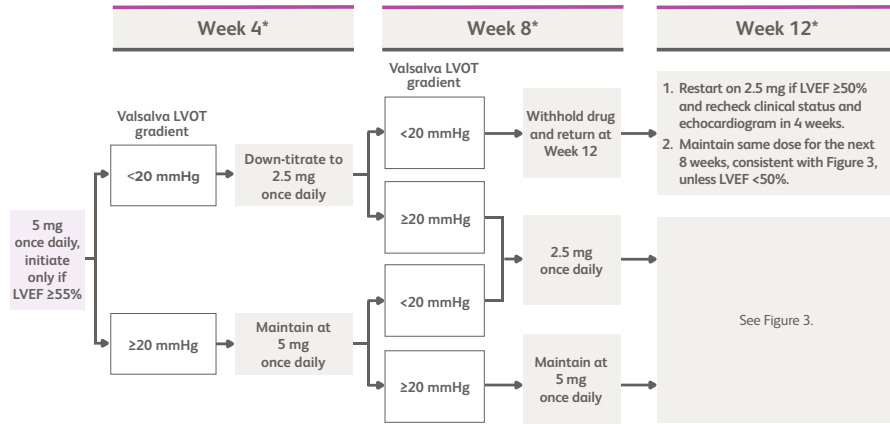 Week 4*
Week 8*
Week 12*
Valsalva LVOT
gradient
Valsalva LVOT
gradient
5 mg
once daily,
initiate
only if
LVEF ≥55%
<20 mmHg
Down-titrate to
2.5 mg
once daily
≥20 mmHg
Maintain at
5 mg
once daily
<20 mmHg
Withhold drug
and return at
Week 12
≥20 mmHg
<20 mmHg
2.5 mg
once daily
≥20 mmHg
Maintain at
5 mg
once daily
1. Restart on 2.5 mg if LVEF ≥50%
and recheck clinical status and
echocardiogram in 4 weeks.
2. Maintain same dose for the next
8 weeks, consistent with Figure 3,
unless LVEF <50%.
See Figure 3.